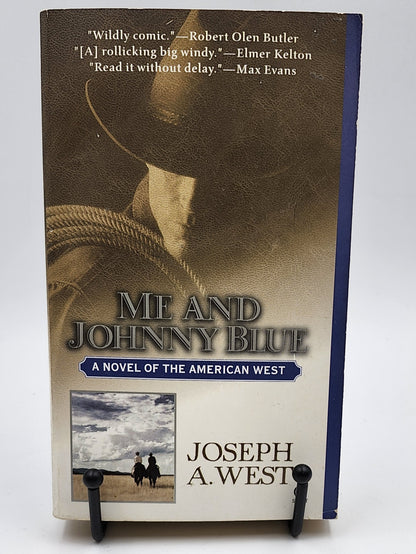 "Wildly comic."—Robert Olen Butler
"[A] rollicking big windy."—Elmer Kelton
"Read it without delay."—Max Evans
ME AND
JOHNNY BLUE
A NOVEL OF THE AMERICAN WEST
JOSEPH
A. WEST